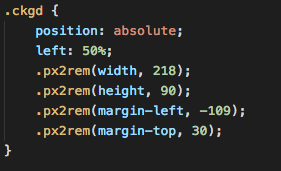 .ckgd {
    position: absolute;
    left: 50%;
    .px2rem(width, 218);
    .px2rem(height, 90);
    .px2rem(margin-left, -109);
    .px2rem(margin-top, 30);
}